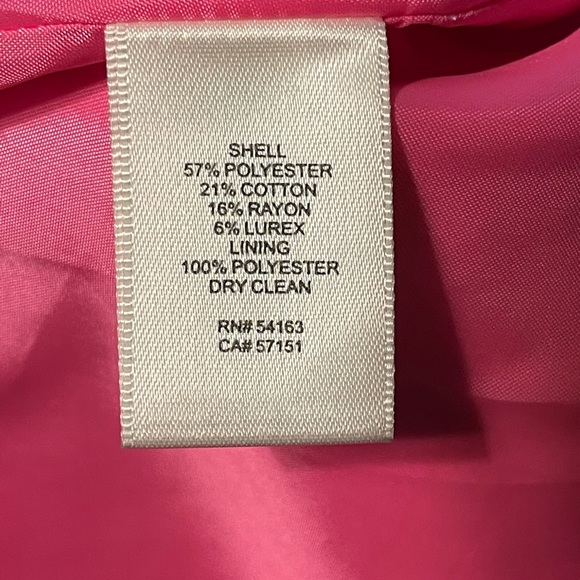 SHELL
57% POLYESTER
21% COTTON
16% RAYON
6% LUREX
LINING
100% POLYESTER
DRY CLEAN
RN# 54163
CA# 57151